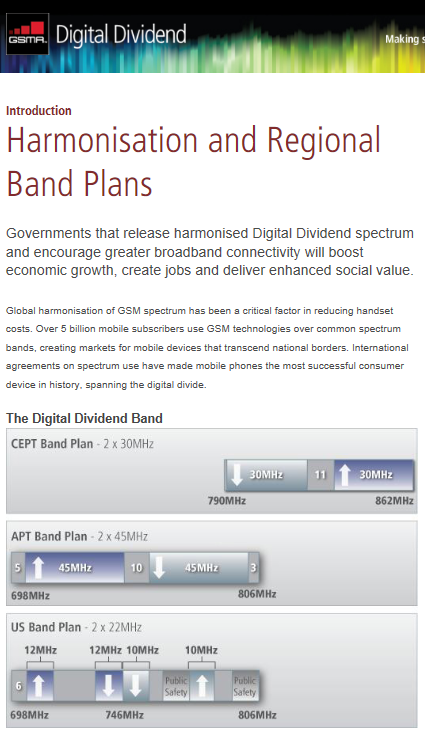 GSMA Digital Dividend
Making s
Introduction
Harmonisation and Regional
Band Plans
Governments that release harmonised Digital Dividend spectrum
and encourage greater broadband connectivity will boost
economic growth, create jobs and deliver enhanced social value.
Global harmonisation of GSM spectrum has been a critical factor in reducing handset
costs. Over 5 billion mobile subscribers use GSM technologies over common spectrum
bands, creating markets for mobile devices that transcend national borders. International
agreements on spectrum use have made mobile phones the most successful consumer
device in history, spanning the digital divide.
The Digital Dividend Band
CEPT Band Plan - 2 x 30MHz
30MHz 11 30MHz
790MHz 862MHz
APT Band Plan - 2 x 45MHz
5 45MHz 10 45MHz 3
698MHz 806MHz
US Band Plan - 2 x 22MHz
12MHz 12MHz 10MHz 10MHz
6 Public Safety Public Safety
698MHz 746MHz 806MHz